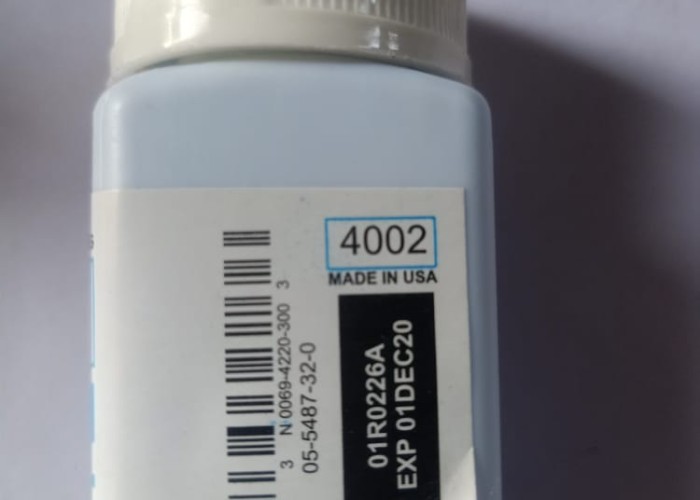 4002
MADE IN USA
3 N 0069-4220-300 3
05-5487-32-0
01R0226A
EXP 01DEC20